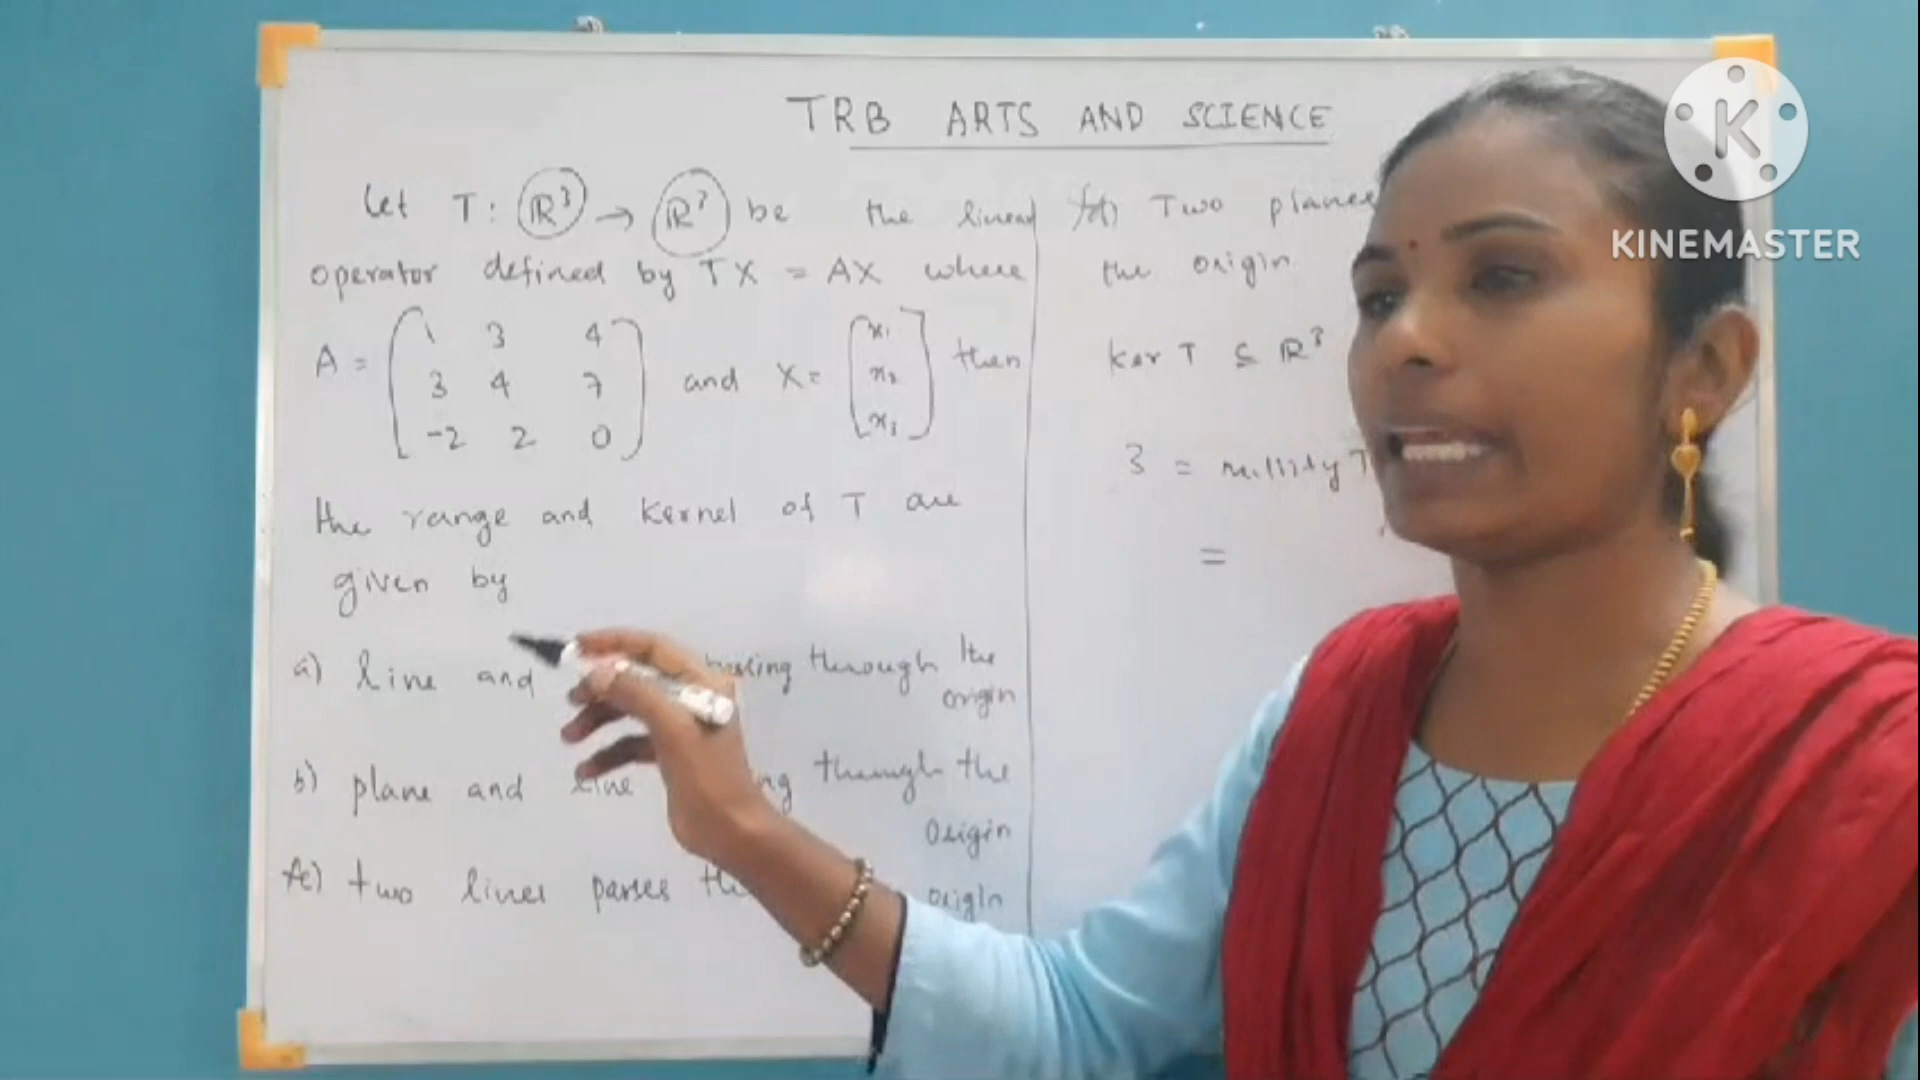 TRB ARTS AND SCIENCE
Let T: ℝ³ → ℝ³ be the linear
operator defined by TX = AX where
A = ( 1 3 4
3 4 7
-2 2 0 ) and X = [ x₁
x₂
x₃ ] then
the range and kernel of T are
given by
a) line and through the
origin
b) plane and line through the
origin
c) two lines passes origin
d) Two planes
the origin
ker T ⊆ ℝ³
3 = nullity T
=
K
KINEMASTER